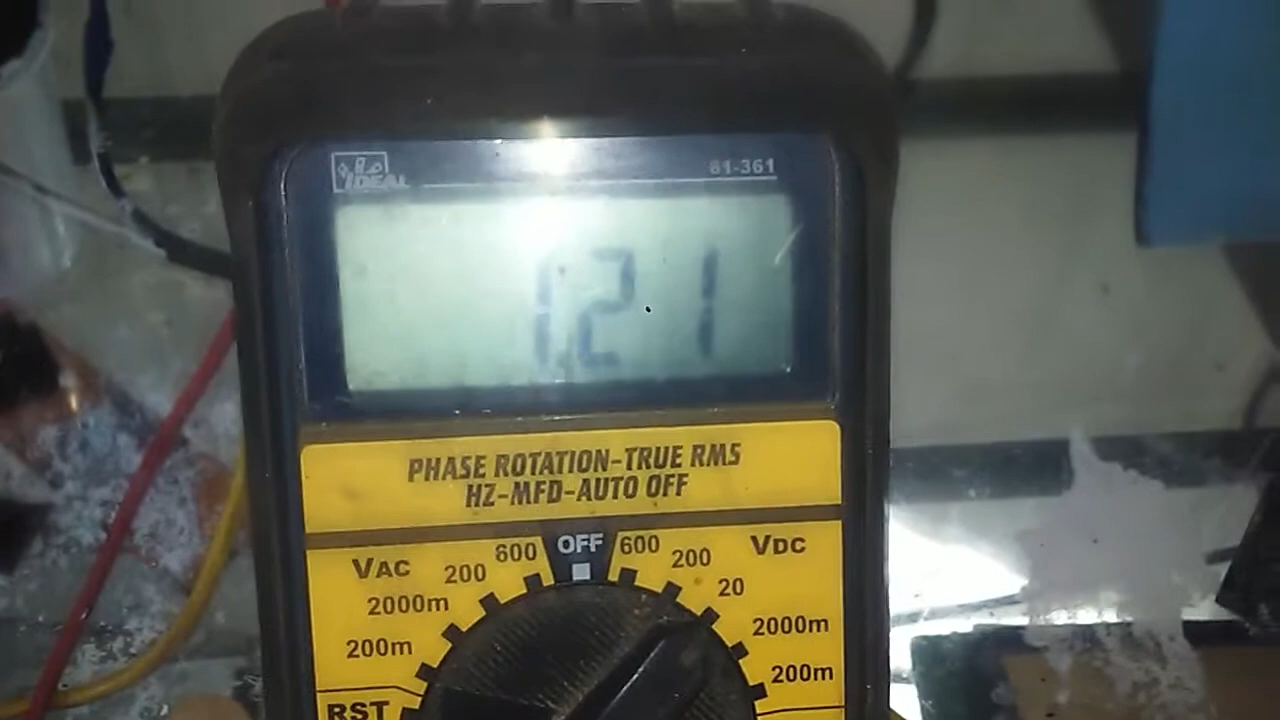 IDEAL
61-361
1.21
PHASE ROTATION-TRUE RMS
HZ-MFD-AUTO OFF
VAC 200 600 OFF 600 200 VDC
2000m 20
200m 2000m
200m
RST